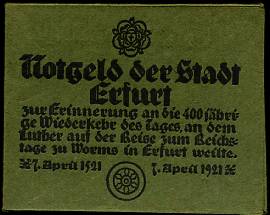 Notgeld der Stadt
Erfurt
zur Erinnerung an die 400 jähri-
ge Wiederkehr des Tages, an dem
Luther auf der Reise zum Reichs-
tage zu Worms in Erfurt weilte.
7. April 1521 7. April 1921